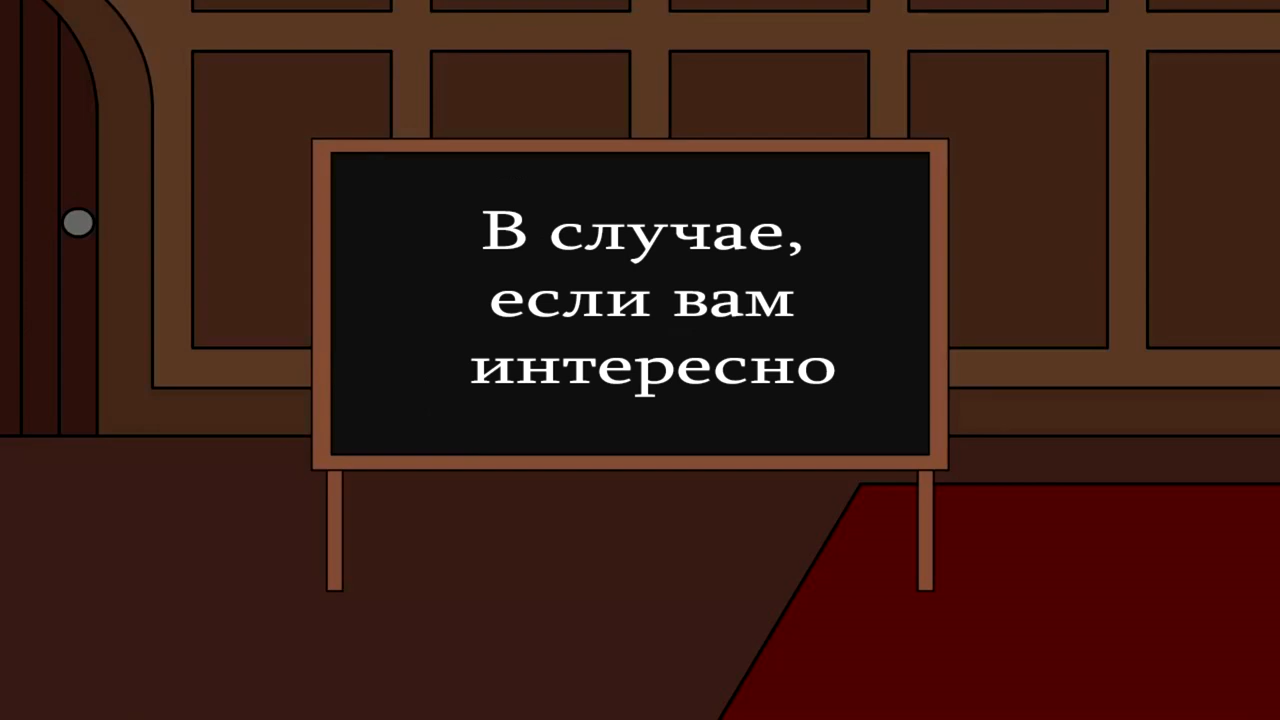 В случае,
если вам
интересно